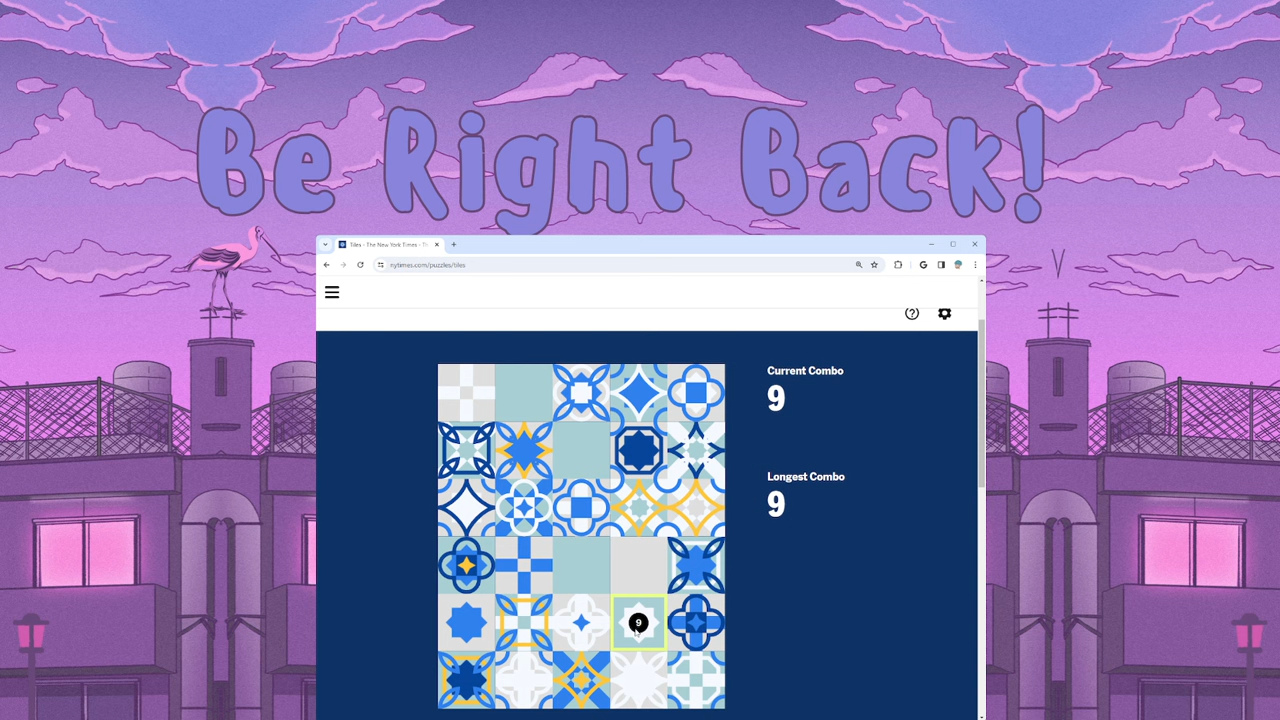 Be Right Back!
Tiles - The New York Times - Th
nytimes.com/puzzles/tiles
Current Combo
9
Longest Combo
9
9